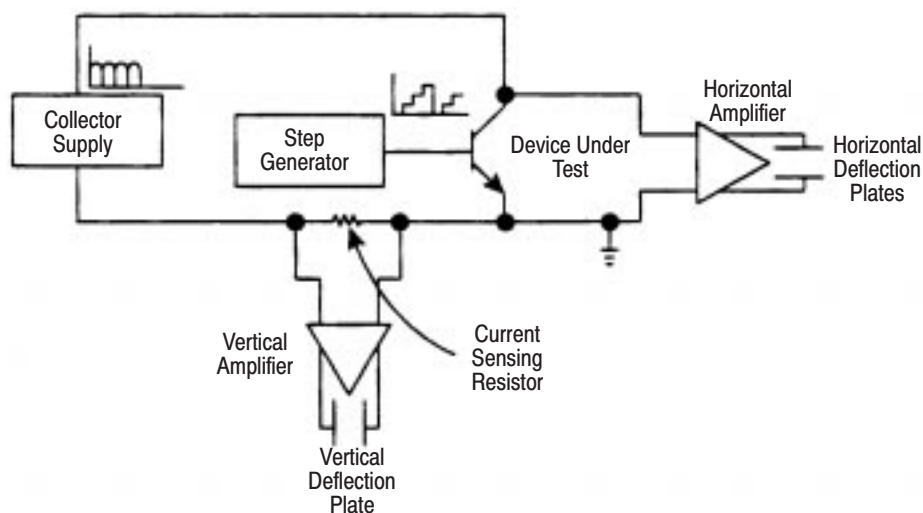 Collector
Supply
Step
Generator
Device Under
Test
Horizontal
Amplifier
Horizontal
Deflection
Plates
Vertical
Amplifier
Current
Sensing
Resistor
Vertical
Deflection
Plate